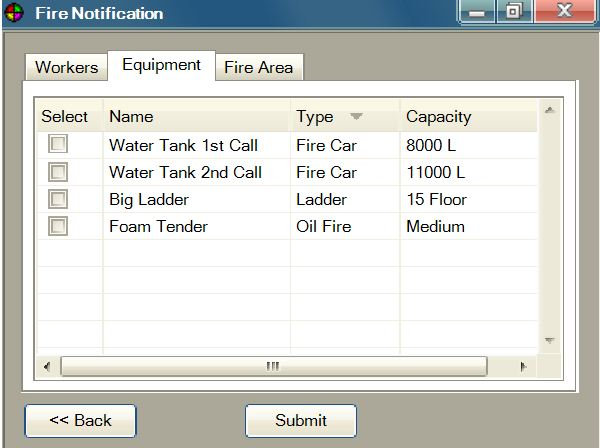 Fire Notification
Workers Equipment Fire Area
Select Name Type Capacity
Water Tank 1st Call Fire Car 8000 L
Water Tank 2nd Call Fire Car 11000 L
Big Ladder Ladder 15 Floor
Foam Tender Oil Fire Medium
<< Back Submit